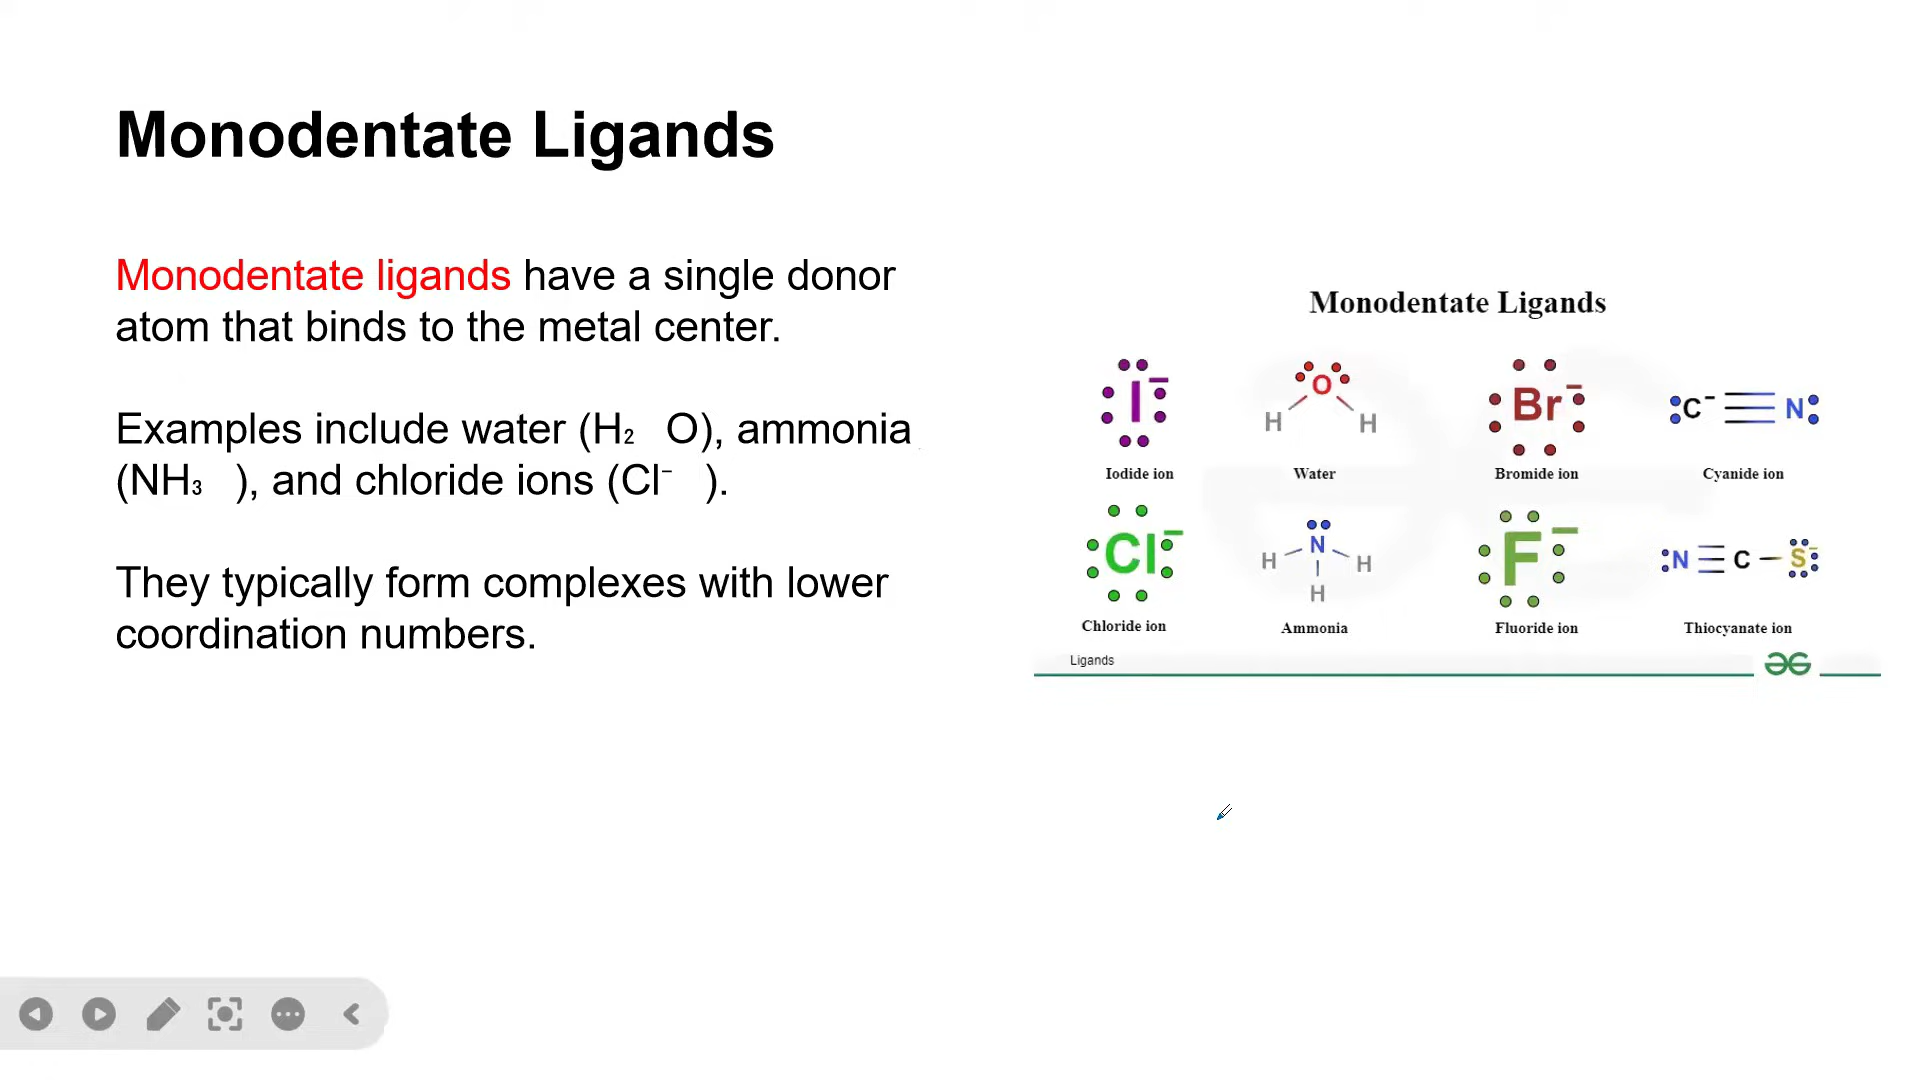 Monodentate Ligands
Monodentate ligands have a single donor
atom that binds to the metal center.
Examples include water (H₂ O), ammonia
(NH₃ ), and chloride ions (Cl⁻ ).
They typically form complexes with lower
coordination numbers.
Monodentate Ligands
I⁻
O
H H
Br⁻
C⁻ N
Iodide ion Water Bromide ion Cyanide ion
Cl⁻
N
H H
H
F⁻
N C S⁻
Chloride ion Ammonia Fluoride ion Thiocyanate ion
Ligands